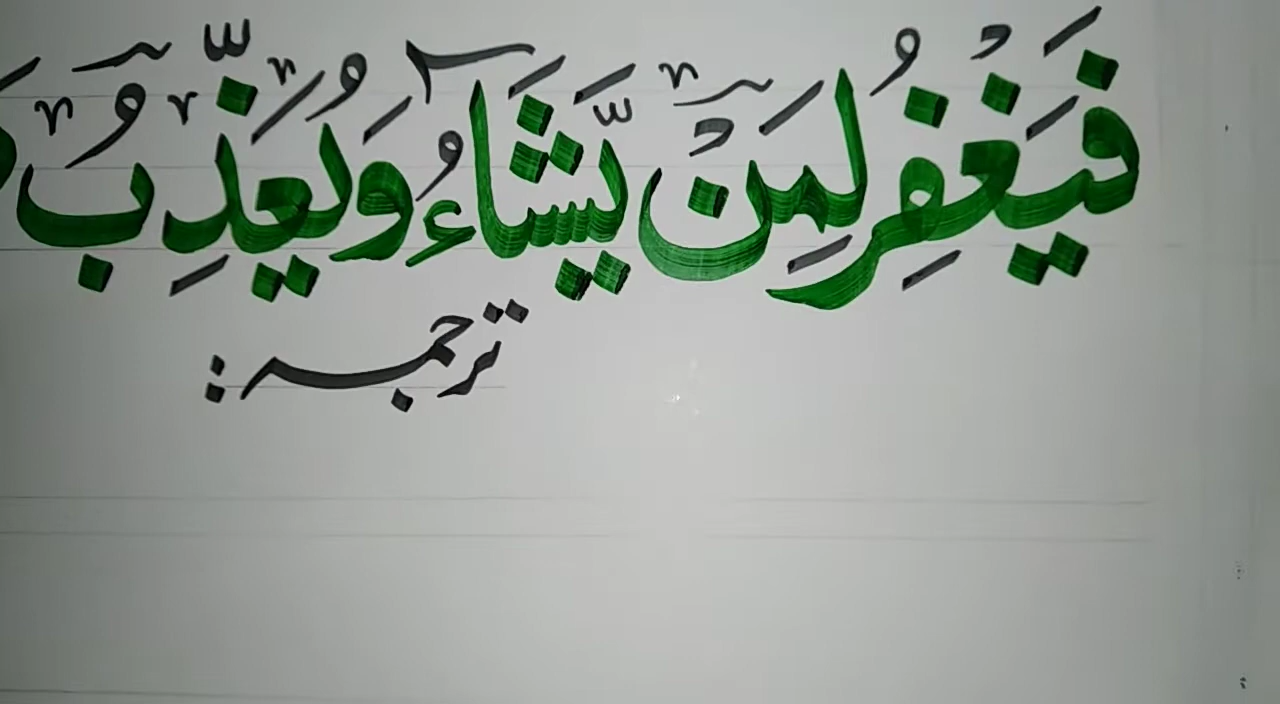 فَيَغْفِرُ لِمَنْ يَّشَآءُ وَيُعَذِّبُ
ترجمہ: